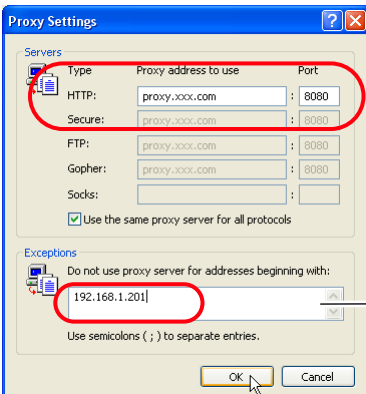 Proxy Settings
Servers
Type Proxy address to use Port
HTTP: proxy.xxx.com : 8080
Secure: proxy.xxx.com : 8080
FTP: proxy.xxx.com : 8080
Gopher: proxy.xxx.com : 8080
Socks: :
Use the same proxy server for all protocols
Exceptions
Do not use proxy server for addresses beginning with:
192.168.1.201
Use semicolons ( ; ) to separate entries.
OK Cancel